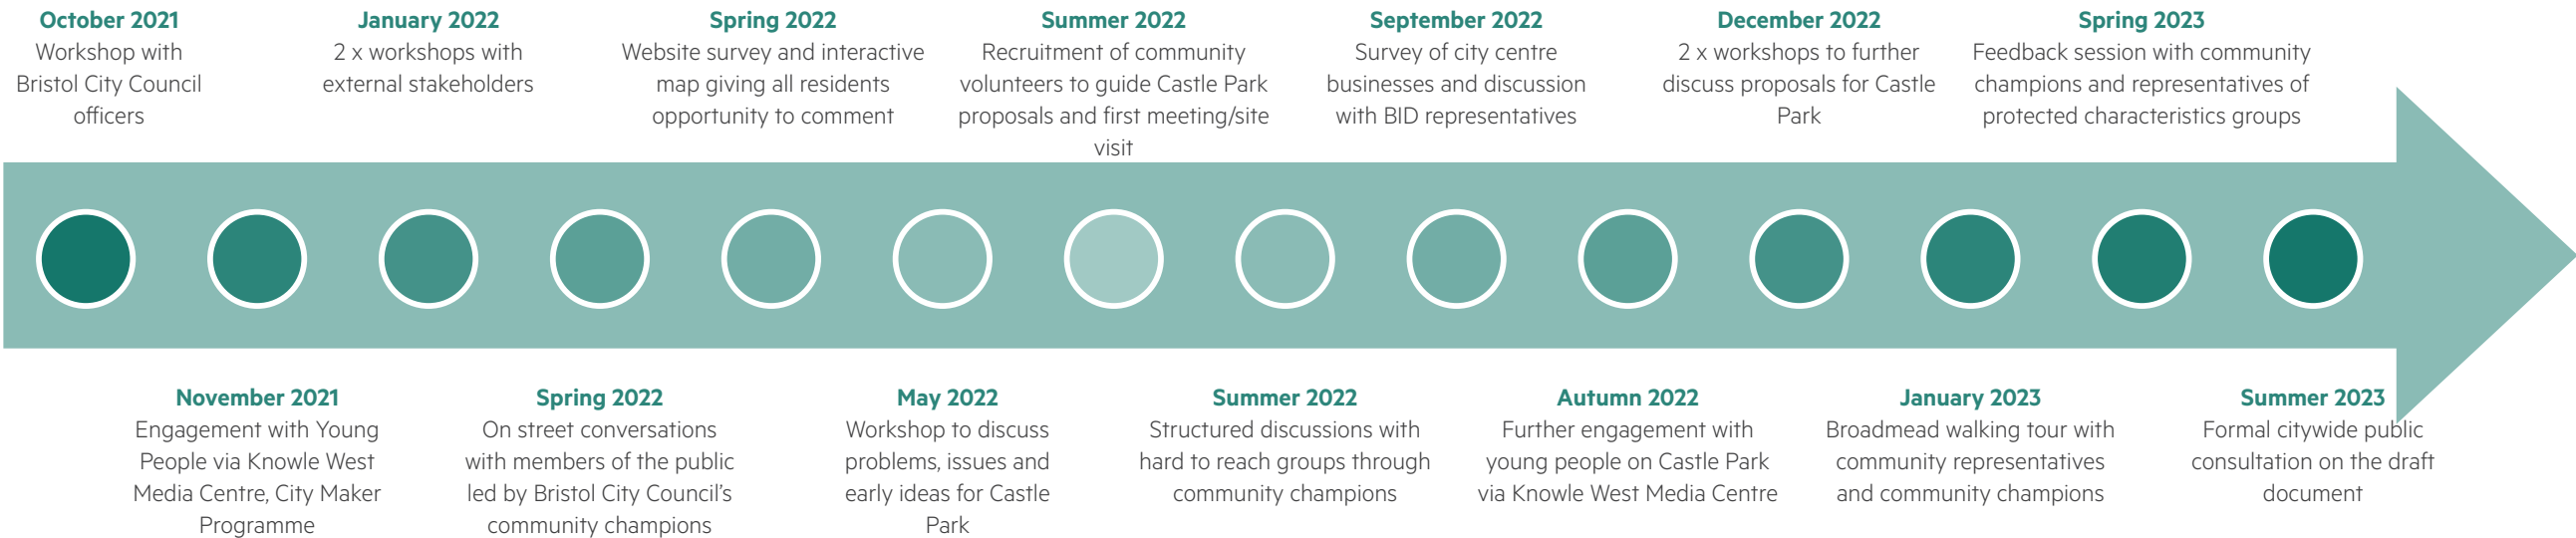 October 2021
Workshop with
Bristol City Council
officers
January 2022
2 x workshops with
external stakeholders
Spring 2022
Website survey and interactive
map giving all residents
opportunity to comment
Summer 2022
Recruitment of community
volunteers to guide Castle Park
proposals and first meeting/site
visit
September 2022
Survey of city centre
businesses and discussion
with BID representatives
December 2022
2 x workshops to further
discuss proposals for Castle
Park
Spring 2023
Feedback session with community
champions and representatives of
protected characteristics groups
November 2021
Engagement with Young
People via Knowle West
Media Centre, City Maker
Programme
Spring 2022
On street conversations
with members of the public
led by Bristol City Council's
community champions
May 2022
Workshop to discuss
problems, issues and
early ideas for Castle
Park
Summer 2022
Structured discussions with
hard to reach groups through
community champions
Autumn 2022
Further engagement with
young people on Castle Park
via Knowle West Media Centre
January 2023
Broadmead walking tour with
community representatives
and community champions
Summer 2023
Formal citywide public
consultation on the draft
document